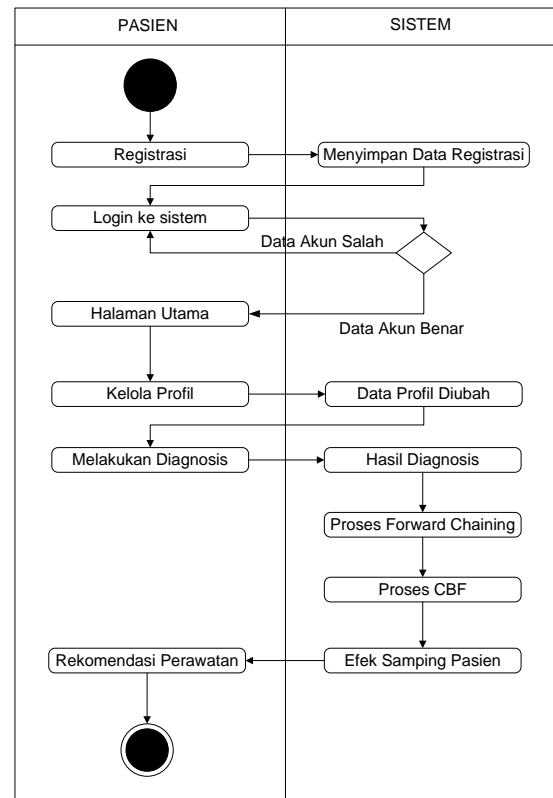 PASIEN
SISTEM
Registrasi
Menyimpan Data Registrasi
Login ke sistem
Data Akun Salah
Halaman Utama
Data Akun Benar
Kelola Profil
Data Profil Diubah
Melakukan Diagnosis
Hasil Diagnosis
Proses Forward Chaining
Proses CBF
Rekomendasi Perawatan
Efek Samping Pasien